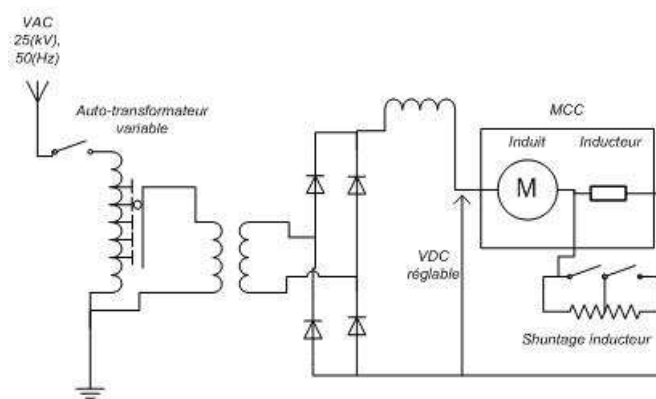 VAC
25(kV),
50(Hz)
Auto-transformateur
variable
MCC
Induit
Inducteur
M
VDC
réglable
Shuntage inducteur